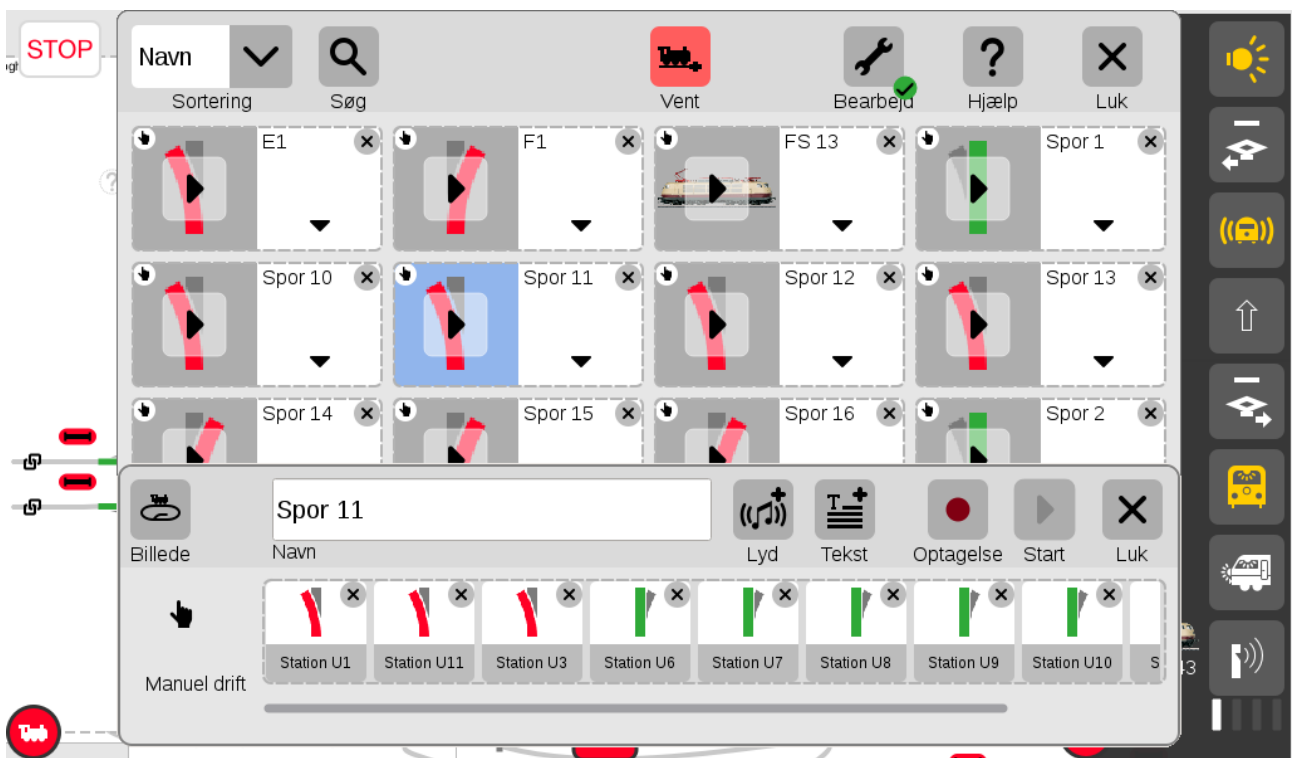 STOP
Navn
Sortering
Søg
Vent
Bearbejd
Hjælp
Luk
E1
F1
FS 13
Spor 1
Spor 10
Spor 11
Spor 12
Spor 13
Spor 14
Spor 15
Spor 16
Spor 2
Billede
Spor 11
Navn
Lyd
Tekst
Optagelse
Start
Luk
Manuel drift
Station U1
Station U11
Station U3
Station U6
Station U7
Station U8
Station U9
Station U10